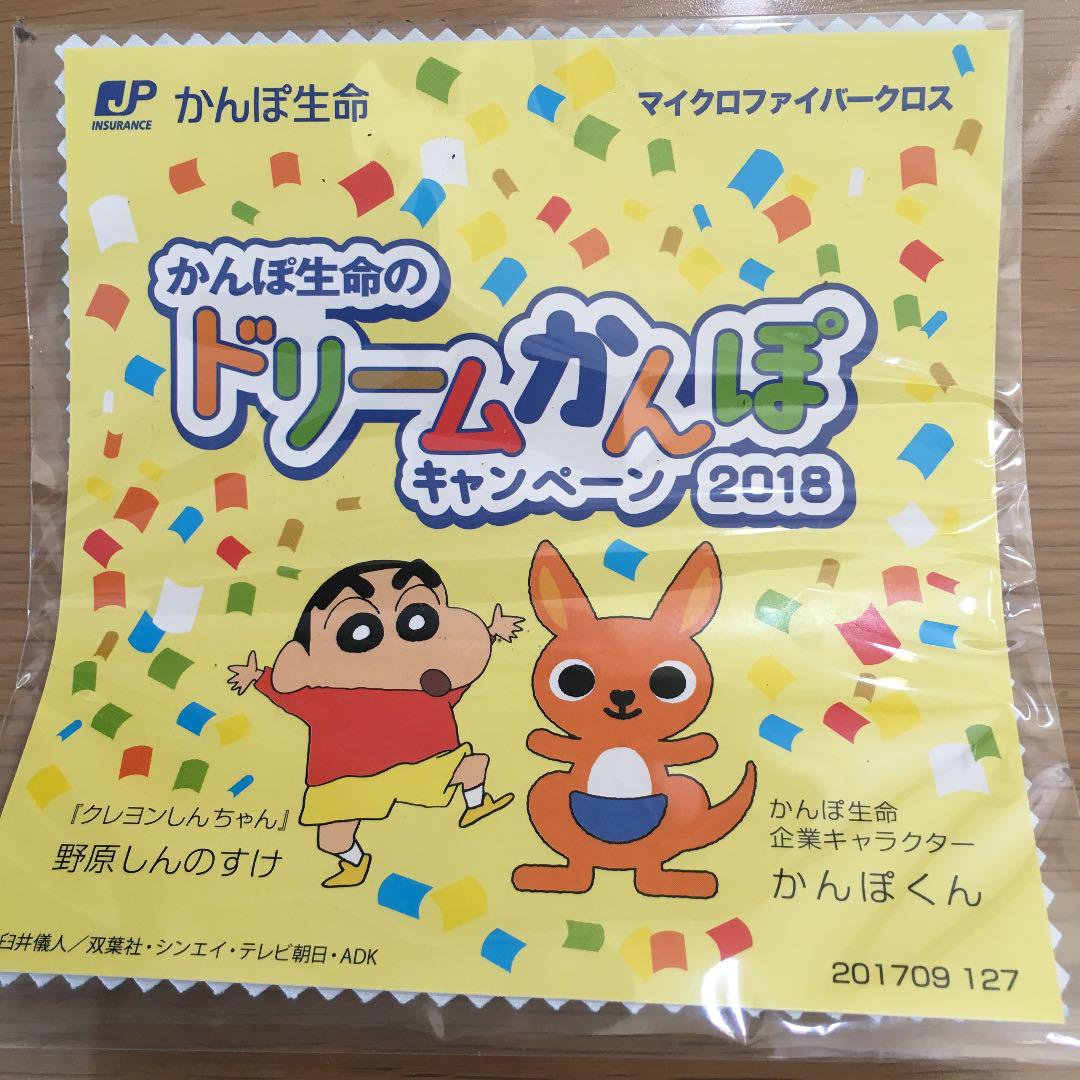 JP
INSURANCE
かんぽ生命
マイクロファイバークロス
かんぽ生命の
ドリームかんぽ
キャンペーン 2018
『クレヨンしんちゃん』
野原しんのすけ
かんぽ生命
企業キャラクター
かんぽくん
臼井儀人／双葉社・シンエイ・テレビ朝日・ADK
201709 127